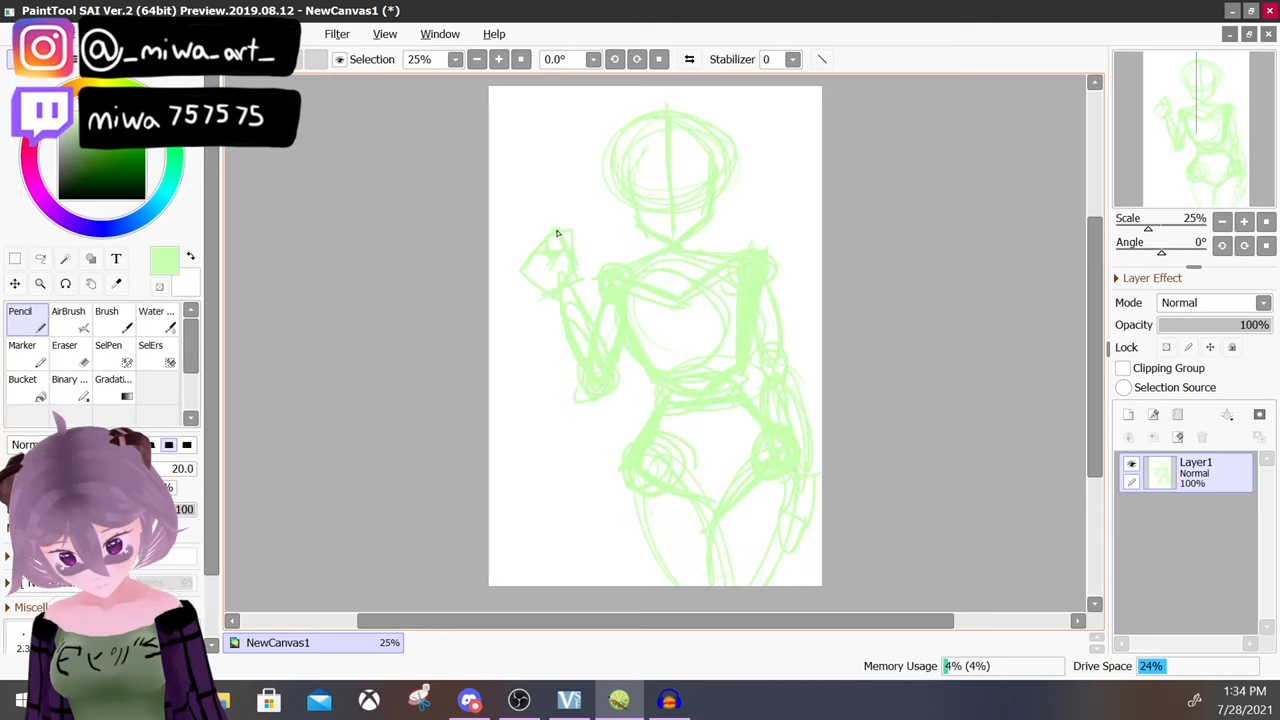 PaintTool SAI Ver.2 (64bit) Preview.2019.08.12 - NewCanvas1 (*)
@_miwa_art_
Filter View Window Help
Selection 25% 0.0º Stabilizer 0
miwa 757575
T
Scale 25%
Angle 0º
Layer Effect
Mode Normal
Opacity 100%
Lock
Clipping Group
Selection Source
Pencil AirBrush Brush Water ...
Marker Eraser SelPen SelErs
Bucket Binary ... Gradati...
20.0
%
100
95
Layer1
Normal
100%
Miscell
NewCanvas1 25%
Memory Usage 4% (4%) Drive Space 24%
1:34 PM
7/28/2021